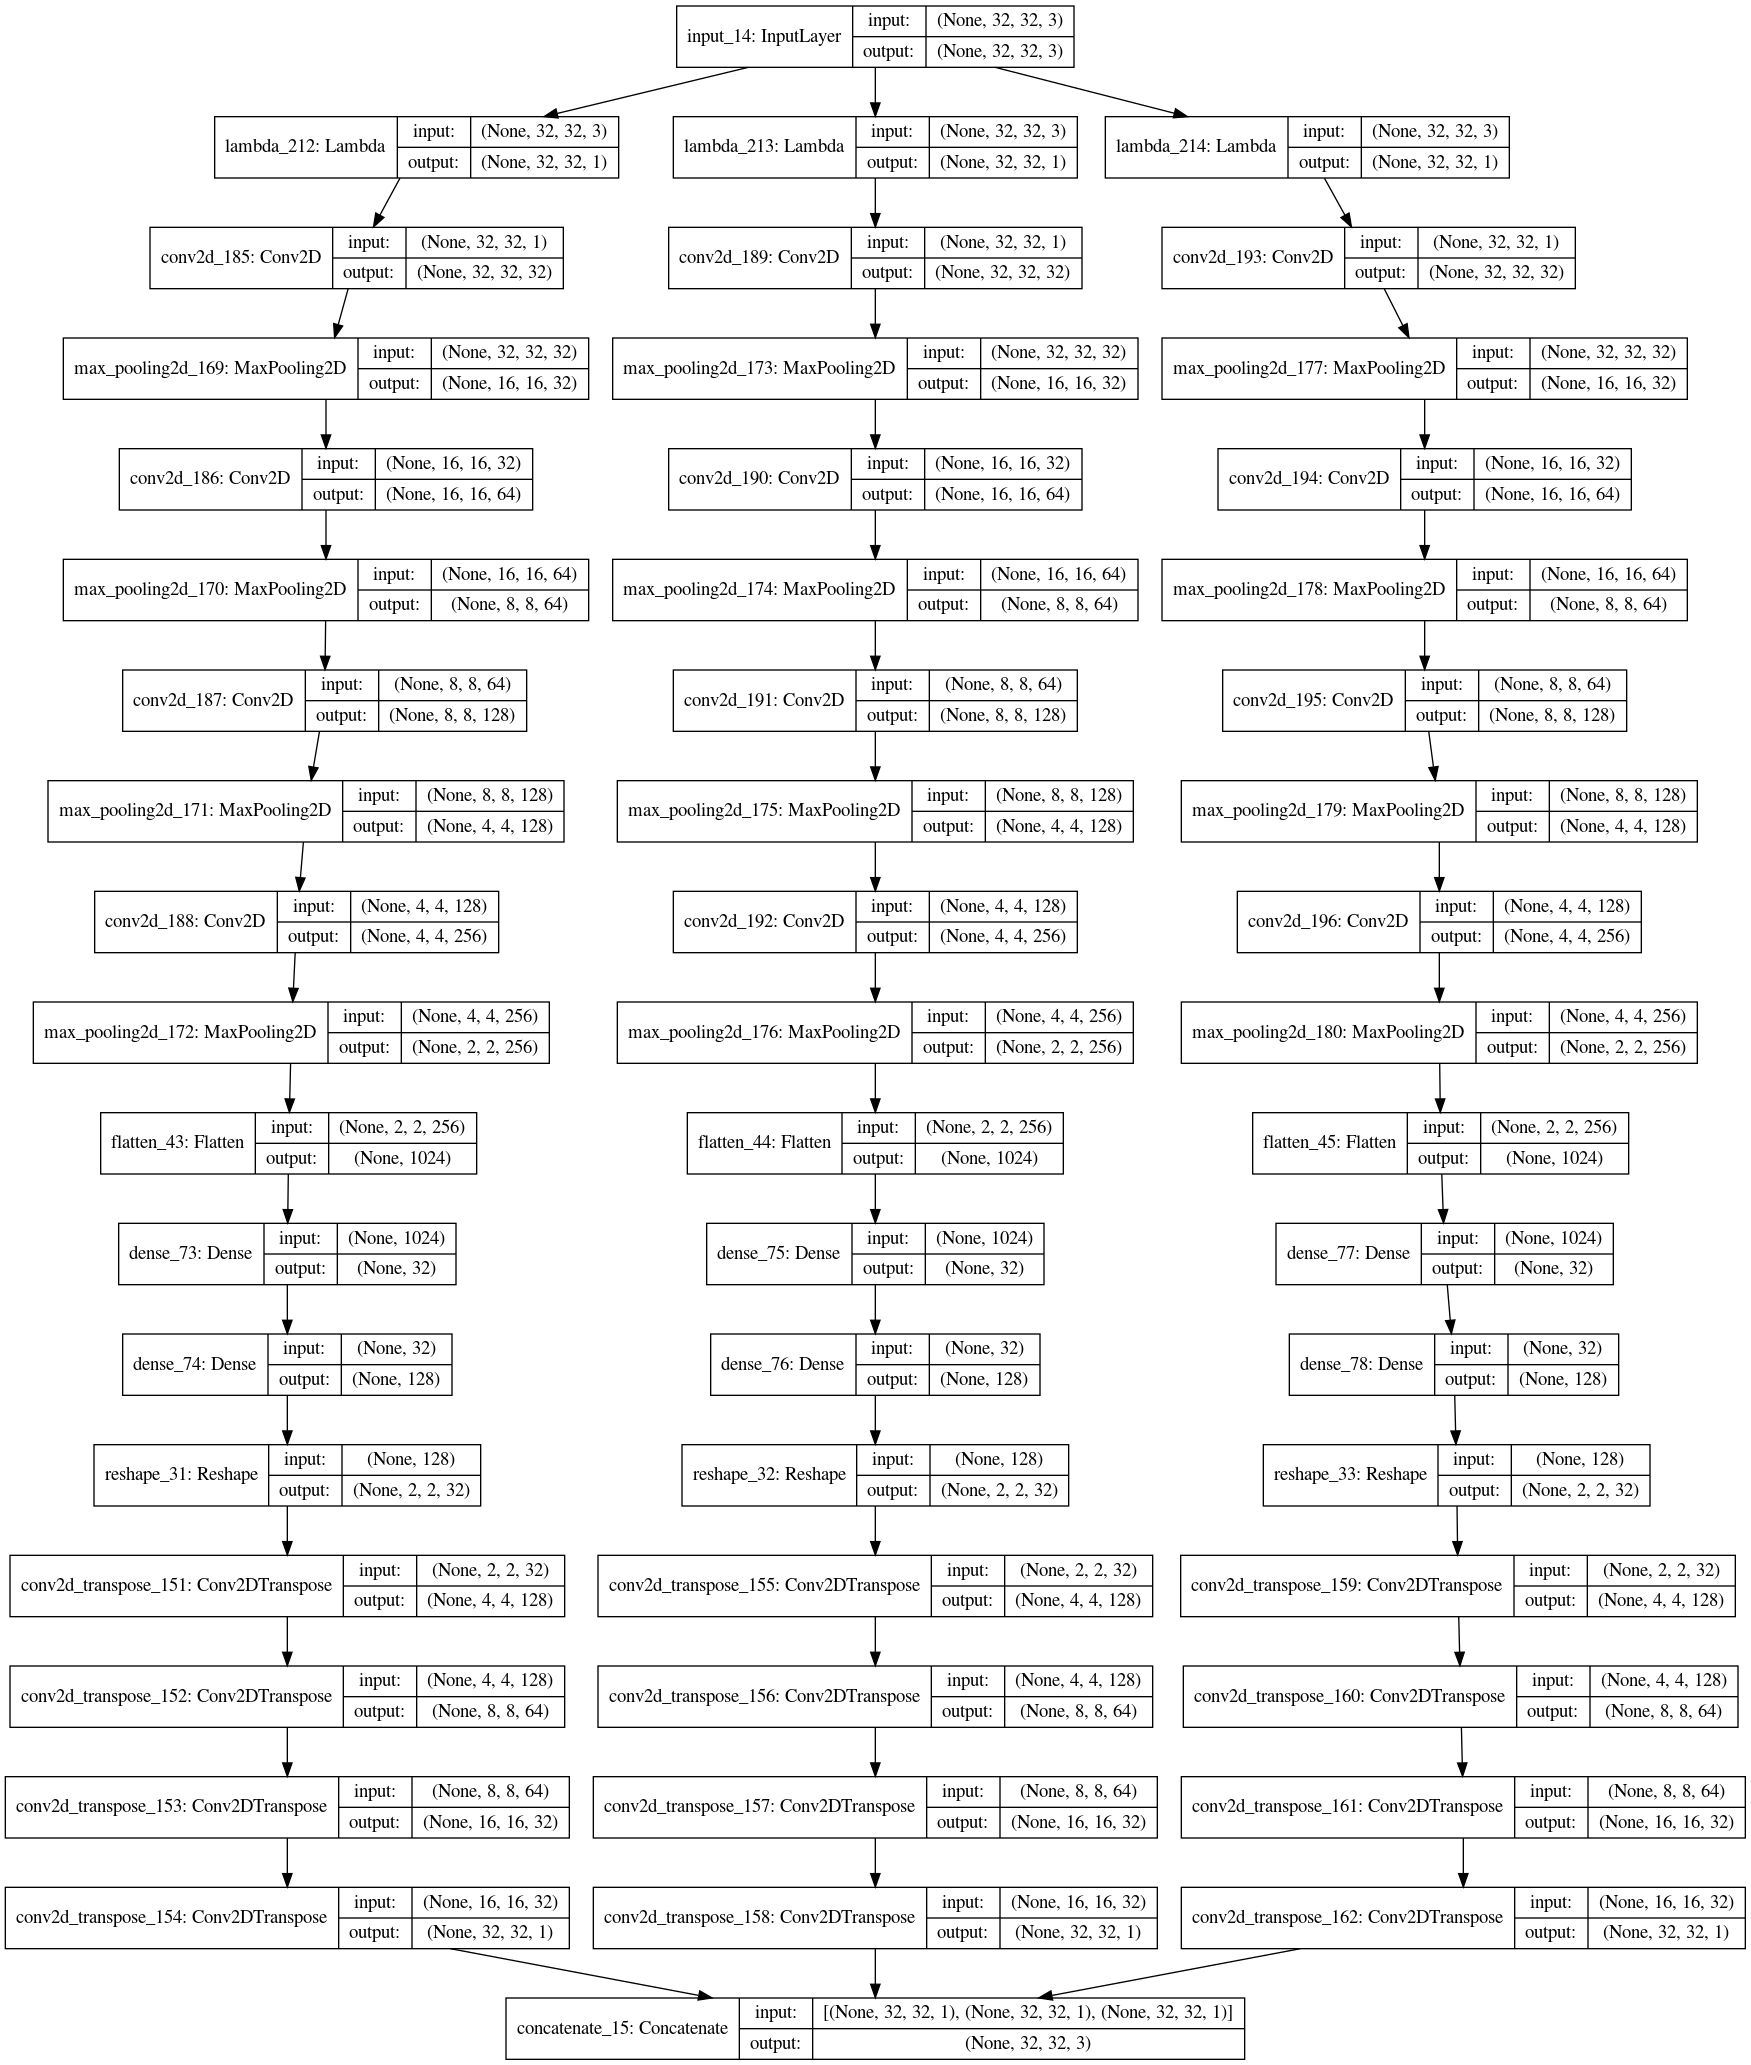 input_14: InputLayer input: (None, 32, 32, 3)
output: (None, 32, 32, 3)
lambda_212: Lambda input: (None, 32, 32, 3)
output: (None, 32, 32, 1)
lambda_213: Lambda input: (None, 32, 32, 3)
output: (None, 32, 32, 1)
lambda_214: Lambda input: (None, 32, 32, 3)
output: (None, 32, 32, 1)
conv2d_185: Conv2D input: (None, 32, 32, 1)
output: (None, 32, 32, 32)
conv2d_189: Conv2D input: (None, 32, 32, 1)
output: (None, 32, 32, 32)
conv2d_193: Conv2D input: (None, 32, 32, 1)
output: (None, 32, 32, 32)
max_pooling2d_169: MaxPooling2D input: (None, 32, 32, 32)
output: (None, 16, 16, 32)
max_pooling2d_173: MaxPooling2D input: (None, 32, 32, 32)
output: (None, 16, 16, 32)
max_pooling2d_177: MaxPooling2D input: (None, 32, 32, 32)
output: (None, 16, 16, 32)
conv2d_186: Conv2D input: (None, 16, 16, 32)
output: (None, 16, 16, 64)
conv2d_190: Conv2D input: (None, 16, 16, 32)
output: (None, 16, 16, 64)
conv2d_194: Conv2D input: (None, 16, 16, 32)
output: (None, 16, 16, 64)
max_pooling2d_170: MaxPooling2D input: (None, 16, 16, 64)
output: (None, 8, 8, 64)
max_pooling2d_174: MaxPooling2D input: (None, 16, 16, 64)
output: (None, 8, 8, 64)
max_pooling2d_178: MaxPooling2D input: (None, 16, 16, 64)
output: (None, 8, 8, 64)
conv2d_187: Conv2D input: (None, 8, 8, 64)
output: (None, 8, 8, 128)
conv2d_191: Conv2D input: (None, 8, 8, 64)
output: (None, 8, 8, 128)
conv2d_195: Conv2D input: (None, 8, 8, 64)
output: (None, 8, 8, 128)
max_pooling2d_171: MaxPooling2D input: (None, 8, 8, 128)
output: (None, 4, 4, 128)
max_pooling2d_175: MaxPooling2D input: (None, 8, 8, 128)
output: (None, 4, 4, 128)
max_pooling2d_179: MaxPooling2D input: (None, 8, 8, 128)
output: (None, 4, 4, 128)
conv2d_188: Conv2D input: (None, 4, 4, 128)
output: (None, 4, 4, 256)
conv2d_192: Conv2D input: (None, 4, 4, 128)
output: (None, 4, 4, 256)
conv2d_196: Conv2D input: (None, 4, 4, 128)
output: (None, 4, 4, 256)
max_pooling2d_172: MaxPooling2D input: (None, 4, 4, 256)
output: (None, 2, 2, 256)
max_pooling2d_176: MaxPooling2D input: (None, 4, 4, 256)
output: (None, 2, 2, 256)
max_pooling2d_180: MaxPooling2D input: (None, 4, 4, 256)
output: (None, 2, 2, 256)
flatten_43: Flatten input: (None, 2, 2, 256)
output: (None, 1024)
flatten_44: Flatten input: (None, 2, 2, 256)
output: (None, 1024)
flatten_45: Flatten input: (None, 2, 2, 256)
output: (None, 1024)
dense_73: Dense input: (None, 1024)
output: (None, 32)
dense_75: Dense input: (None, 1024)
output: (None, 32)
dense_77: Dense input: (None, 1024)
output: (None, 32)
dense_74: Dense input: (None, 32)
output: (None, 128)
dense_76: Dense input: (None, 32)
output: (None, 128)
dense_78: Dense input: (None, 32)
output: (None, 128)
reshape_31: Reshape input: (None, 128)
output: (None, 2, 2, 32)
reshape_32: Reshape input: (None, 128)
output: (None, 2, 2, 32)
reshape_33: Reshape input: (None, 128)
output: (None, 2, 2, 32)
conv2d_transpose_151: Conv2DTranspose input: (None, 2, 2, 32)
output: (None, 4, 4, 128)
conv2d_transpose_155: Conv2DTranspose input: (None, 2, 2, 32)
output: (None, 4, 4, 128)
conv2d_transpose_159: Conv2DTranspose input: (None, 2, 2, 32)
output: (None, 4, 4, 128)
conv2d_transpose_152: Conv2DTranspose input: (None, 4, 4, 128)
output: (None, 8, 8, 64)
conv2d_transpose_156: Conv2DTranspose input: (None, 4, 4, 128)
output: (None, 8, 8, 64)
conv2d_transpose_160: Conv2DTranspose input: (None, 4, 4, 128)
output: (None, 8, 8, 64)
conv2d_transpose_153: Conv2DTranspose input: (None, 8, 8, 64)
output: (None, 16, 16, 32)
conv2d_transpose_157: Conv2DTranspose input: (None, 8, 8, 64)
output: (None, 16, 16, 32)
conv2d_transpose_161: Conv2DTranspose input: (None, 8, 8, 64)
output: (None, 16, 16, 32)
conv2d_transpose_154: Conv2DTranspose input: (None, 16, 16, 32)
output: (None, 32, 32, 1)
conv2d_transpose_158: Conv2DTranspose input: (None, 16, 16, 32)
output: (None, 32, 32, 1)
conv2d_transpose_162: Conv2DTranspose input: (None, 16, 16, 32)
output: (None, 32, 32, 1)
concatenate_15: Concatenate input: [(None, 32, 32, 1), (None, 32, 32, 1), (None, 32, 32, 1)]
output: (None, 32, 32, 3)